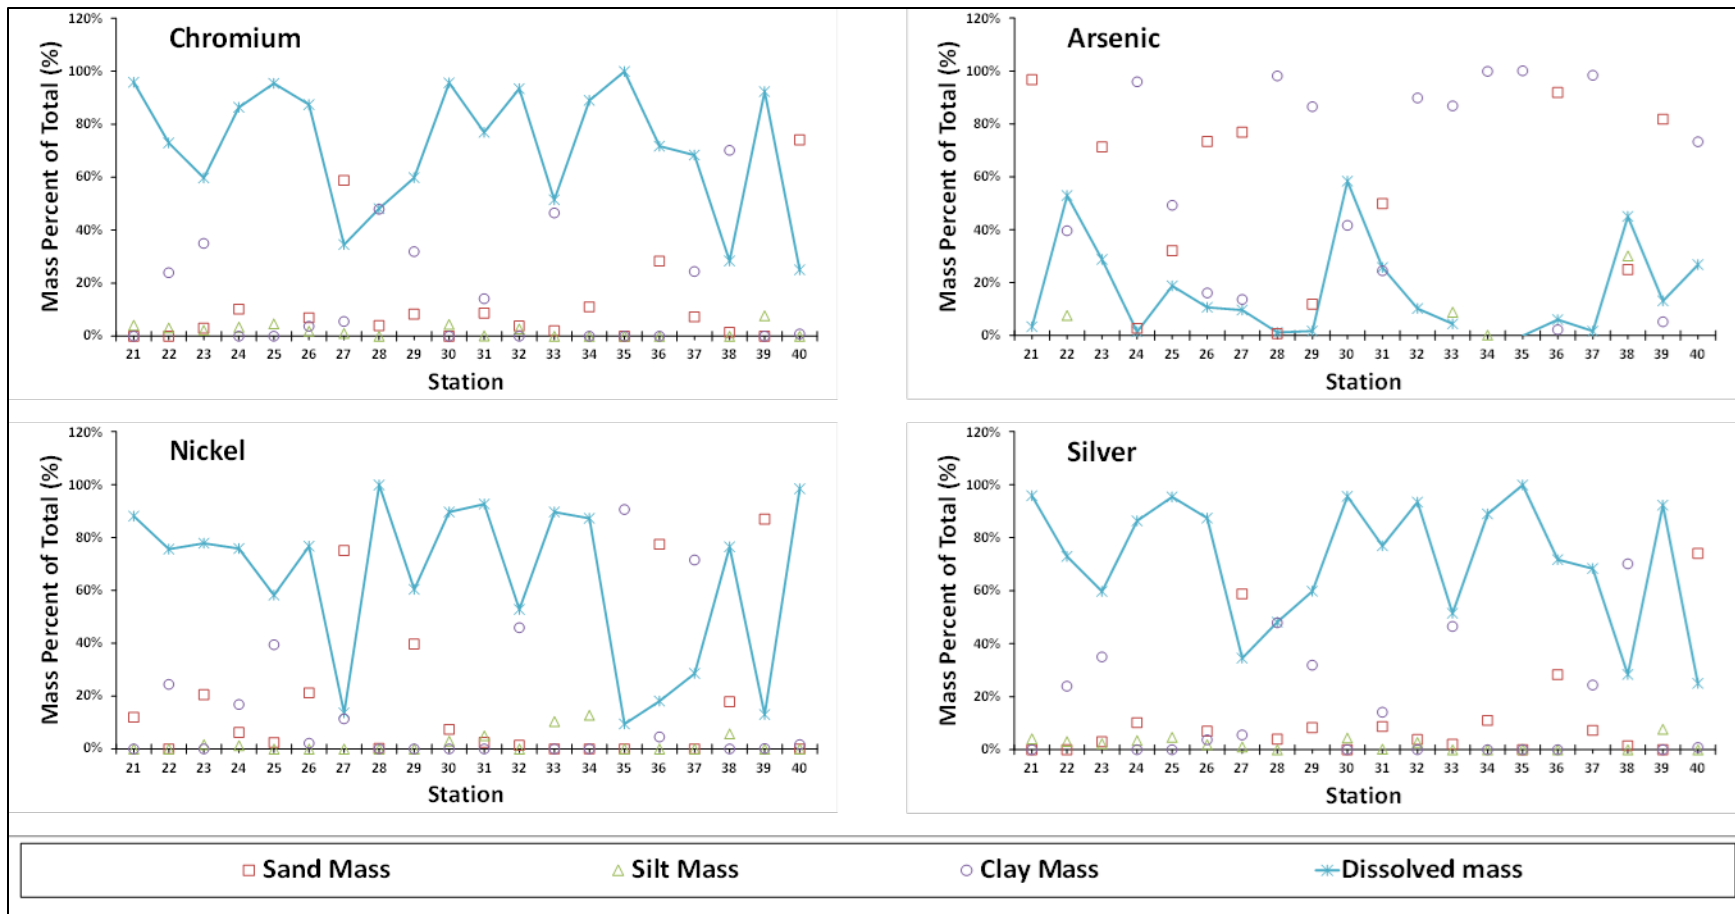 Chromium
Mass Percent of Total (%)
120%
100%
80%
60%
40%
20%
0%
21 22 23 24 25 26 27 28 29 30 31 32 33 34 35 36 37 38 39 40
Station
Arsenic
Mass Percent of Total (%)
120%
100%
80%
60%
40%
20%
0%
21 22 23 24 25 26 27 28 29 30 31 32 33 34 35 36 37 38 39 40
Station
Nickel
Mass Percent of Total (%)
120%
100%
80%
60%
40%
20%
0%
21 22 23 24 25 26 27 28 29 30 31 32 33 34 35 36 37 38 39 40
Station
Silver
Mass Percent of Total (%)
120%
100%
80%
60%
40%
20%
0%
21 22 23 24 25 26 27 28 29 30 31 32 33 34 35 36 37 38 39 40
Station
Sand Mass Silt Mass Clay Mass Dissolved mass